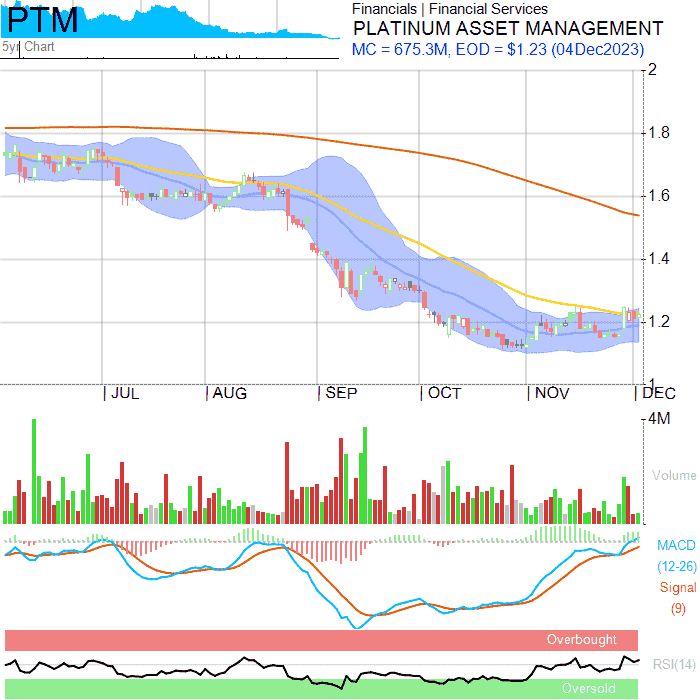 PTM
5yr Chart
Financials | Financial Services
PLATINUM ASSET MANAGEMENT
MC = 675.3M, EOD = $1.23 (04Dec2023)
2
1.8
1.6
1.4
1.2
1
JUL AUG SEP OCT NOV DEC
4M
Volume
MACD
(12-26)
Signal
(9)
Overbought
RSI(14)
Oversold